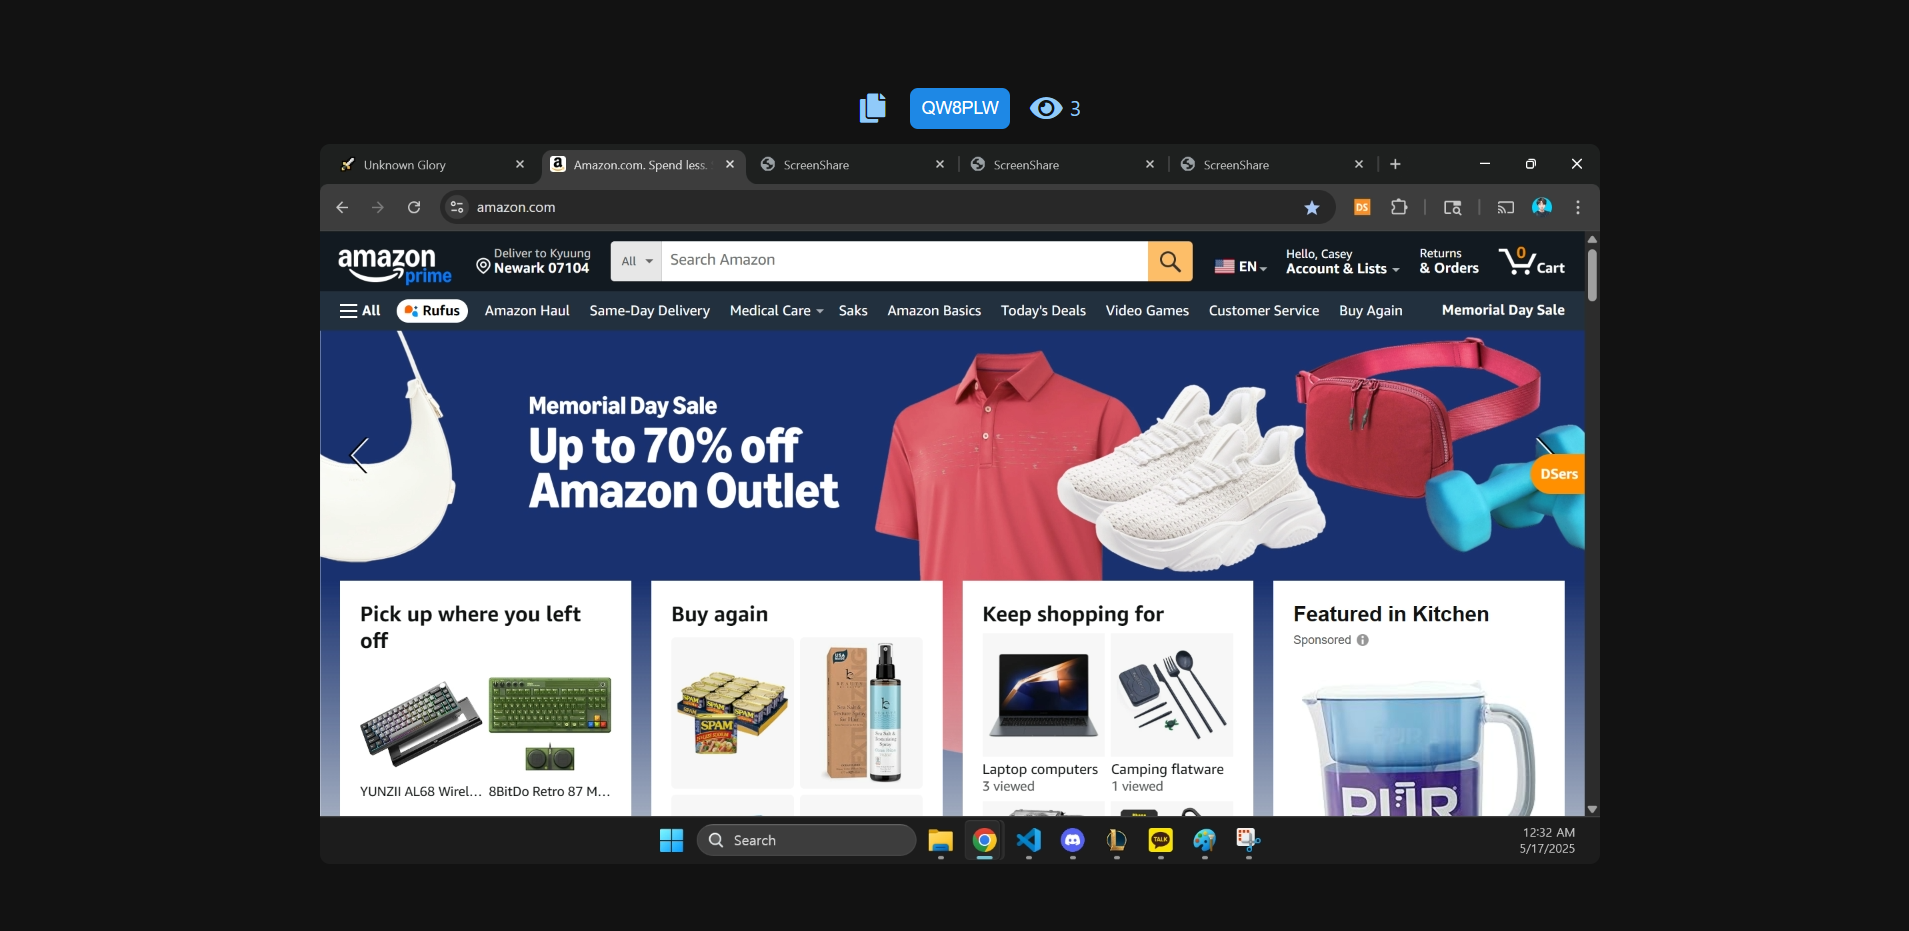 QW8PLW
3
Unknown Glory
Amazon.com. Spend less.
ScreenShare
ScreenShare
ScreenShare
amazon.com
DS
amazon
prime
Deliver to Kyuung
Newark 07104
All
Search Amazon
EN
Hello, Casey
Account & Lists
Returns
& Orders
0
Cart
All
Rufus
Amazon Haul
Same-Day Delivery
Medical Care
Saks
Amazon Basics
Today's Deals
Video Games
Customer Service
Buy Again
Memorial Day Sale
Memorial Day Sale
Up to 70% off
Amazon Outlet
DSers
Pick up where you left
off
Buy again
Keep shopping for
Featured in Kitchen
Sponsored
SPAM
SPAM
SPAM
USA
Laptop computers
3 viewed
Camping flatware
1 viewed
YUNZII AL68 Wirel...
8BitDo Retro 87 M...
PUR
Search
TALK
12:32 AM
5/17/2025